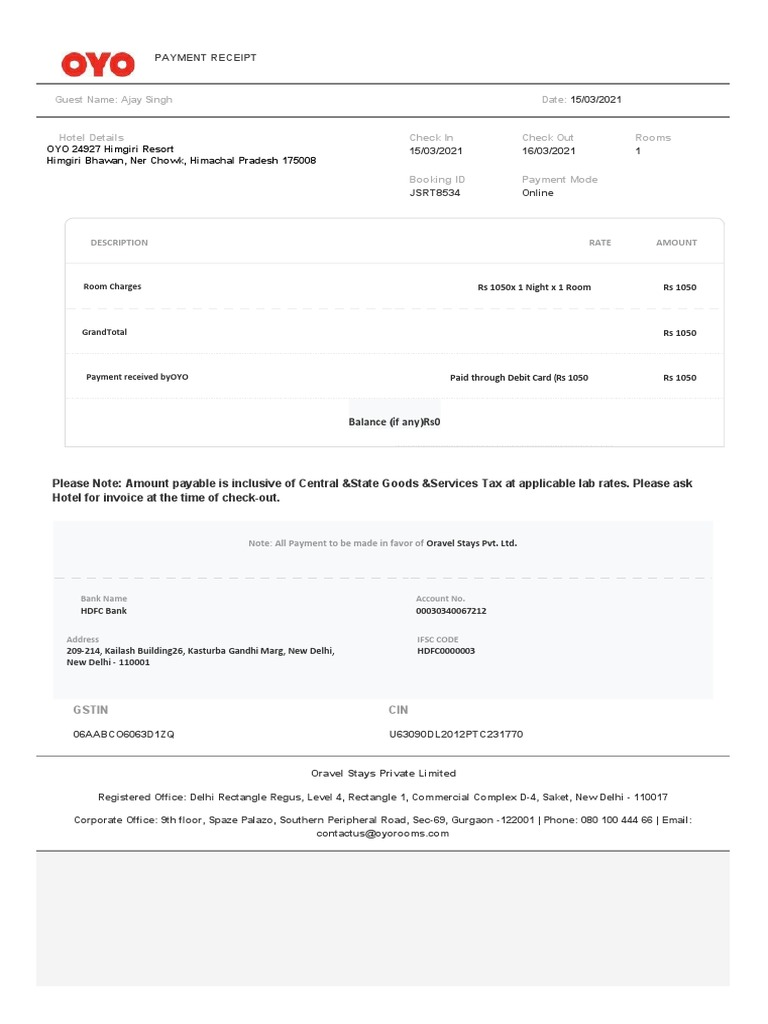 OYO PAYMENT RECEIPT
Guest Name: Ajay Singh Date: 15/03/2021
Hotel Details Check In Check Out Rooms
OYO 24927 Himgiri Resort 15/03/2021 16/03/2021 1
Himgiri Bhawan, Ner Chowk, Himachal Pradesh 175008
Booking ID Payment Mode
JSRT8534 Online
DESCRIPTION RATE AMOUNT
Room Charges Rs 1050x 1 Night x 1 Room Rs 1050
GrandTotal Rs 1050
Payment received byOYO Paid through Debit Card (Rs 1050 Rs 1050
Balance (if any)Rs0
Please Note: Amount payable is inclusive of Central &State Goods &Services Tax at applicable lab rates. Please ask
Hotel for invoice at the time of check-out.
Note: All Payment to be made in favor of Oravel Stays Pvt. Ltd.
Bank Name Account No.
HDFC Bank 00030340067212
Address IFSC CODE
209-214, Kailash Building26, Kasturba Gandhi Marg, New Delhi, HDFC0000003
New Delhi - 110001
GSTIN CIN
06AABCO6063D1ZQ U63090DL2012PTC231770
Oravel Stays Private Limited
Registered Office: Delhi Rectangle Regus, Level 4, Rectangle 1, Commercial Complex D-4, Saket, New Delhi - 110017
Corporate Office: 9th floor, Spaze Palazo, Southern Peripheral Road, Sec-69, Gurgaon -122001 | Phone: 080 100 444 66 | Email:
contactus@oyorooms.com